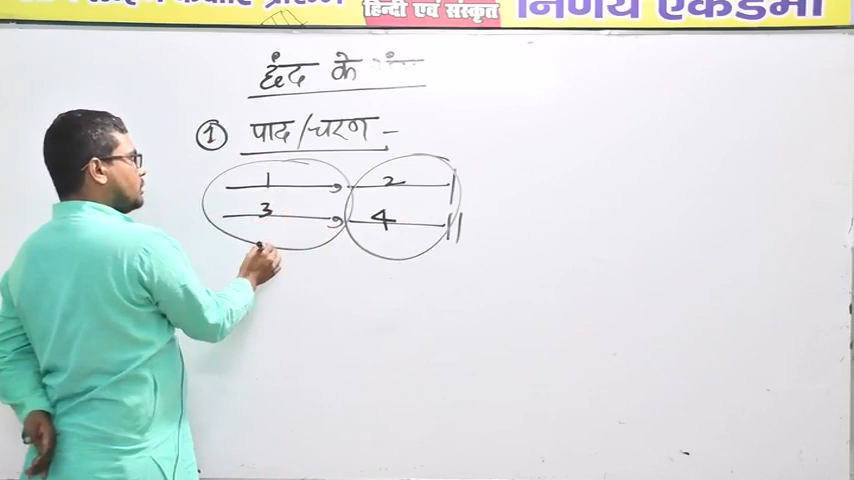 हिन्दी एवं संस्कृत निर्णय एकेडमी
छंद के
① पाद/चरण –
1 , 2 |
3 , 4 ||